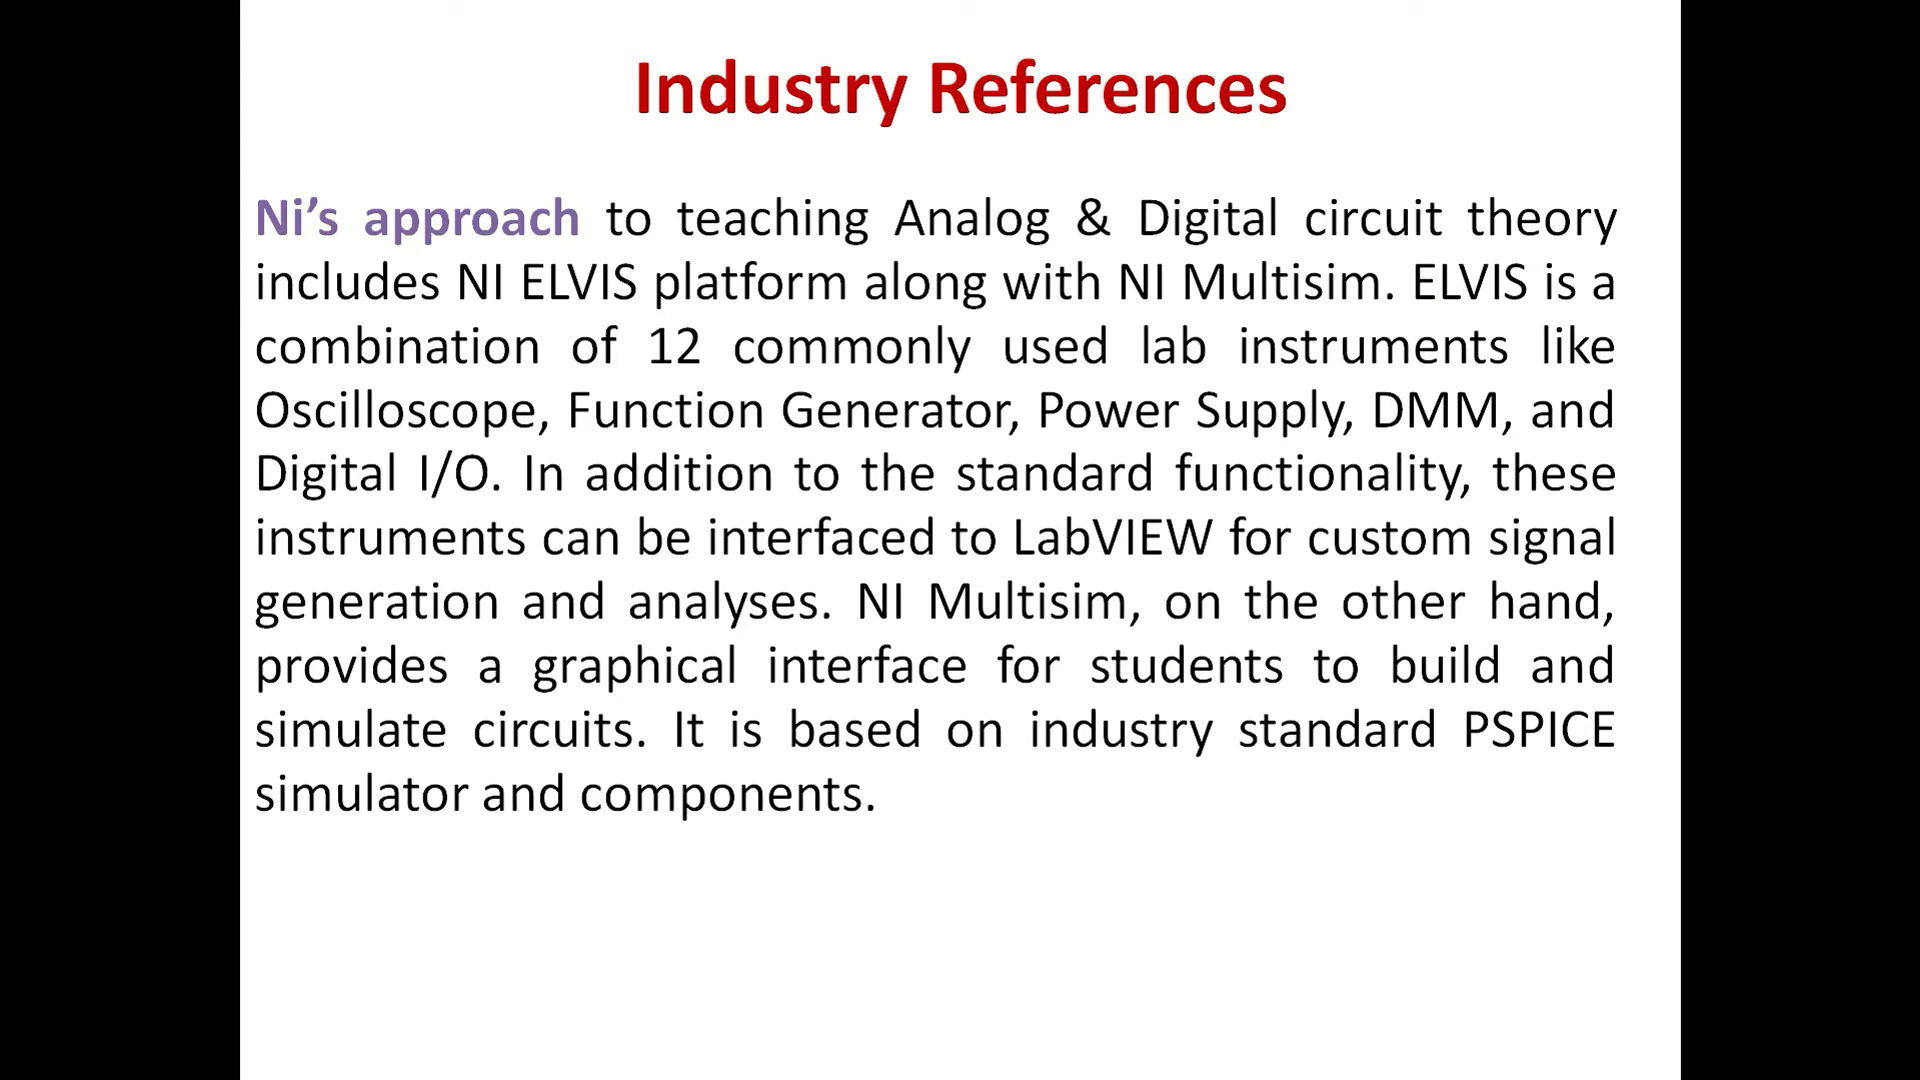 Industry References
Ni’s approach to teaching Analog & Digital circuit theory
includes NI ELVIS platform along with NI Multisim. ELVIS is a
combination of 12 commonly used lab instruments like
Oscilloscope, Function Generator, Power Supply, DMM, and
Digital I/O. In addition to the standard functionality, these
instruments can be interfaced to LabVIEW for custom signal
generation and analyses. NI Multisim, on the other hand,
provides a graphical interface for students to build and
simulate circuits. It is based on industry standard PSPICE
simulator and components.